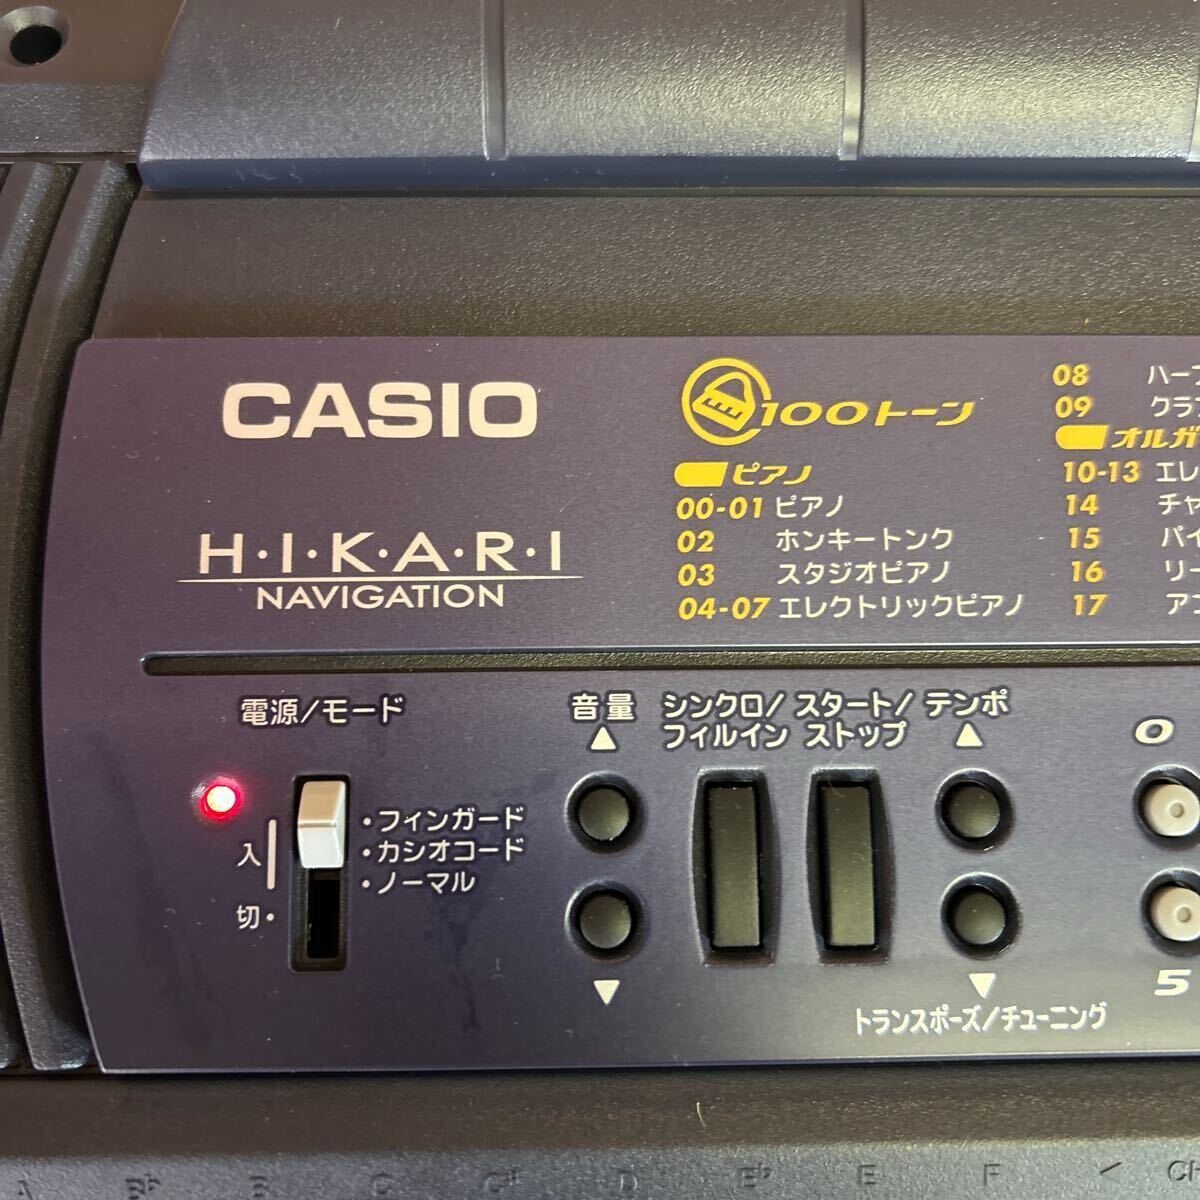 CASIO
H・I・K・A・R・I
NAVIGATION
100トーン
ピアノ
00-01 ピアノ
02 ホンキートンク
03 スタジオピアノ
04-07 エレクトリックピアノ
08
09
10-13
14
15
16
17
電源/モード
入
切・
・フィンガード
・カシオコード
・ノーマル
音量
▲
▼
シンクロ/
フィルイン
スタート/
ストップ
テンポ
▲
▼
トランスポーズ/チューニング
0
5
A B♭ B C C# D E♭ E F <